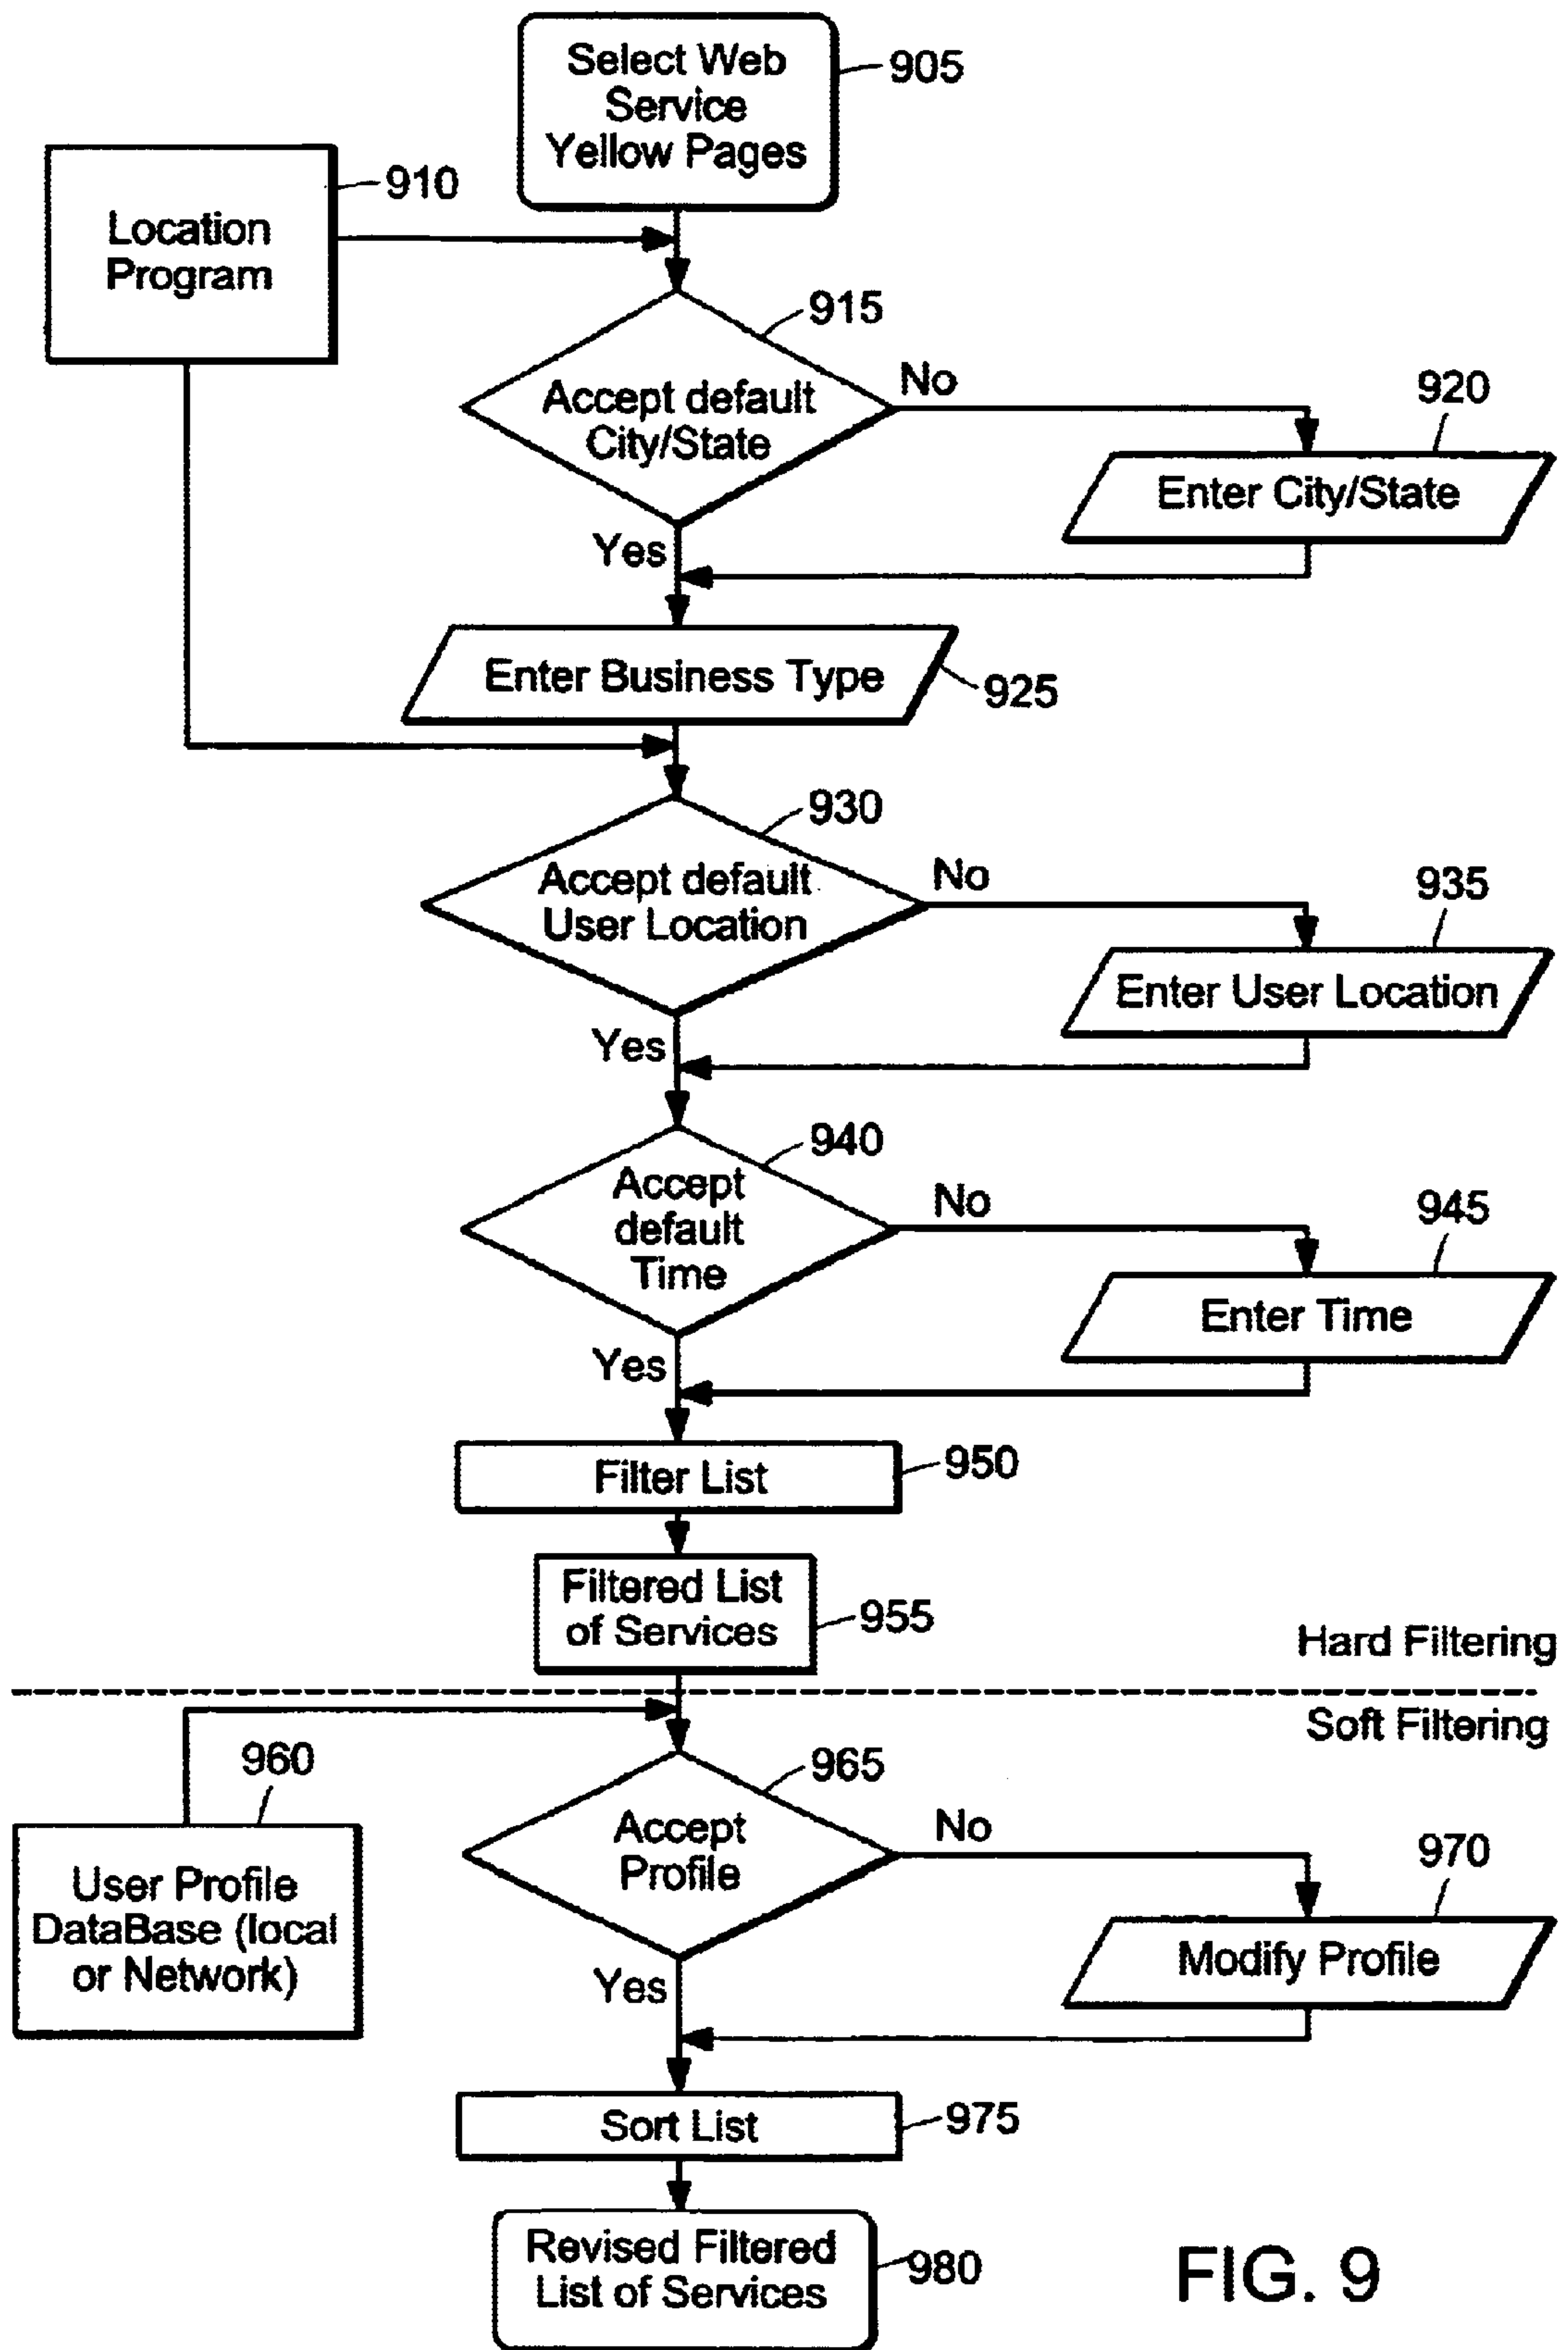 Select Web
Service
Yellow Pages
905
Location
Program
910
915
Accept default
City/State
No
Yes
920
Enter City/State
Enter Business Type
925
930
Accept default
User Location
No
Yes
935
Enter User Location
940
Accept
default
Time
No
Yes
945
Enter Time
Filter List
950
Filtered List
of Services
955
Hard Filtering
Soft Filtering
960
User Profile
DataBase (local
or Network)
965
Accept
Profile
No
Yes
970
Modify Profile
Sort List
975
Revised Filtered
List of Services
980
FIG. 9